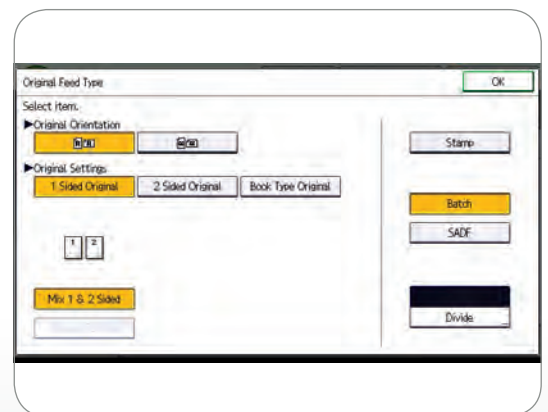 Original Feed Type
OK
Select item.
►Original Orientation
Stamp
►Original Settings
1 Sided Original
2 Sided Original
Book Type Original
Batch
SADF
1 2
Mix 1 & 2 Sided
Divide